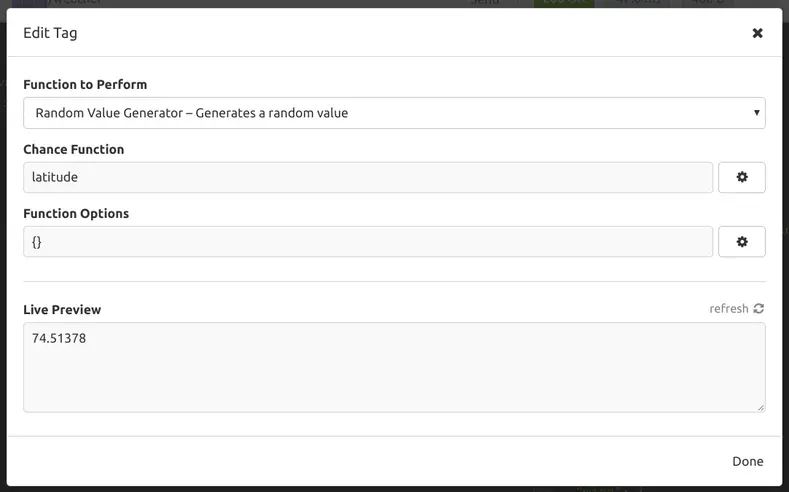 Edit Tag
Function to Perform
Random Value Generator – Generates a random value
Chance Function
latitude
Function Options
{}
Live Preview
refresh
74.51378
Done